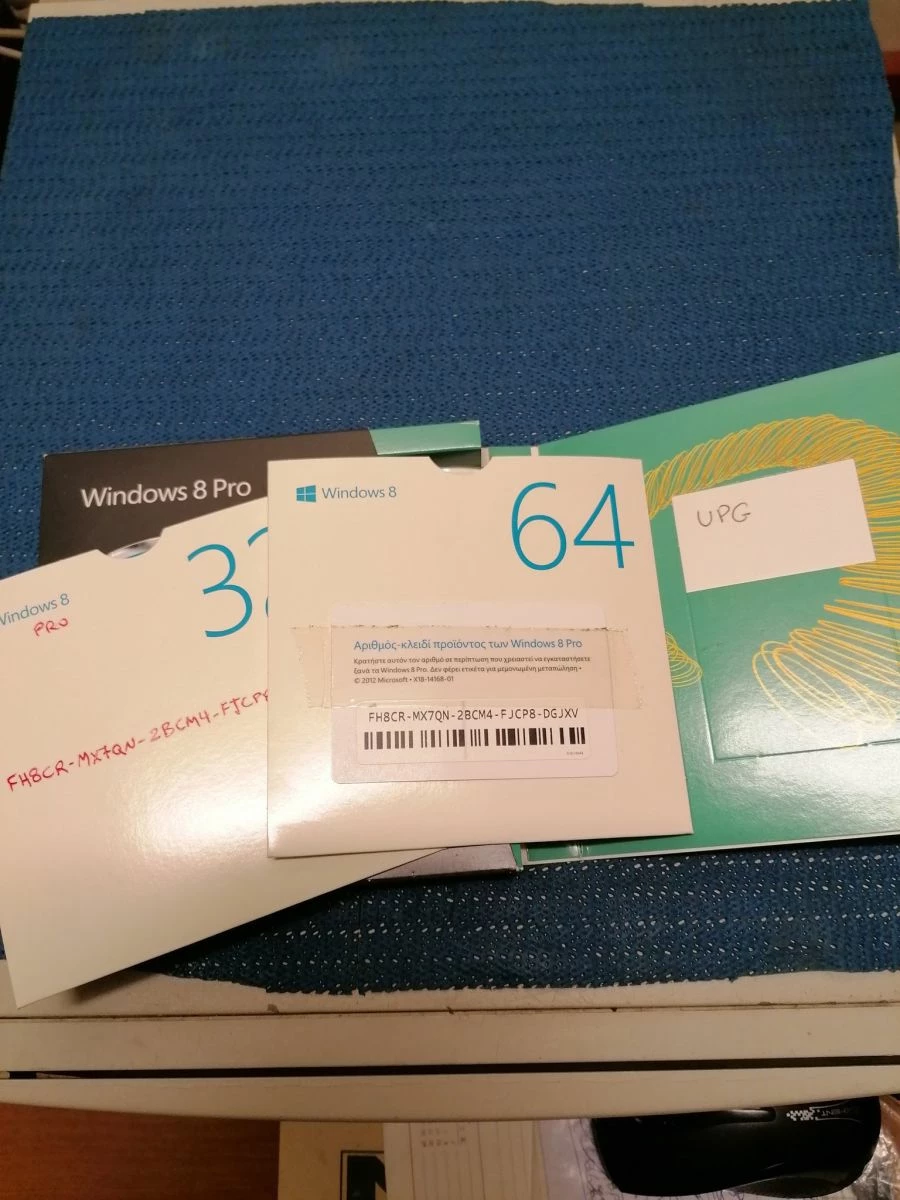 Windows 8 Pro
Windows 8
64
UPG
Windows 8
PRO
32
Αριθμός-κλειδί προϊόντος των Windows 8 Pro
Κρατήστε αυτόν τον αριθμό σε περίπτωση που χρειαστεί να εγκαταστήσετε
ξανά τα Windows 8 Pro. Δεν φέρει ετικέτα για μεμονωμένη μεταπώληση •
© 2012 Microsoft • X18-14168-01
FH8CR-MX7QN-2BCM4-FJCP8-DGJXV
FH8CR-MX7QN-2BCM4-FJCP